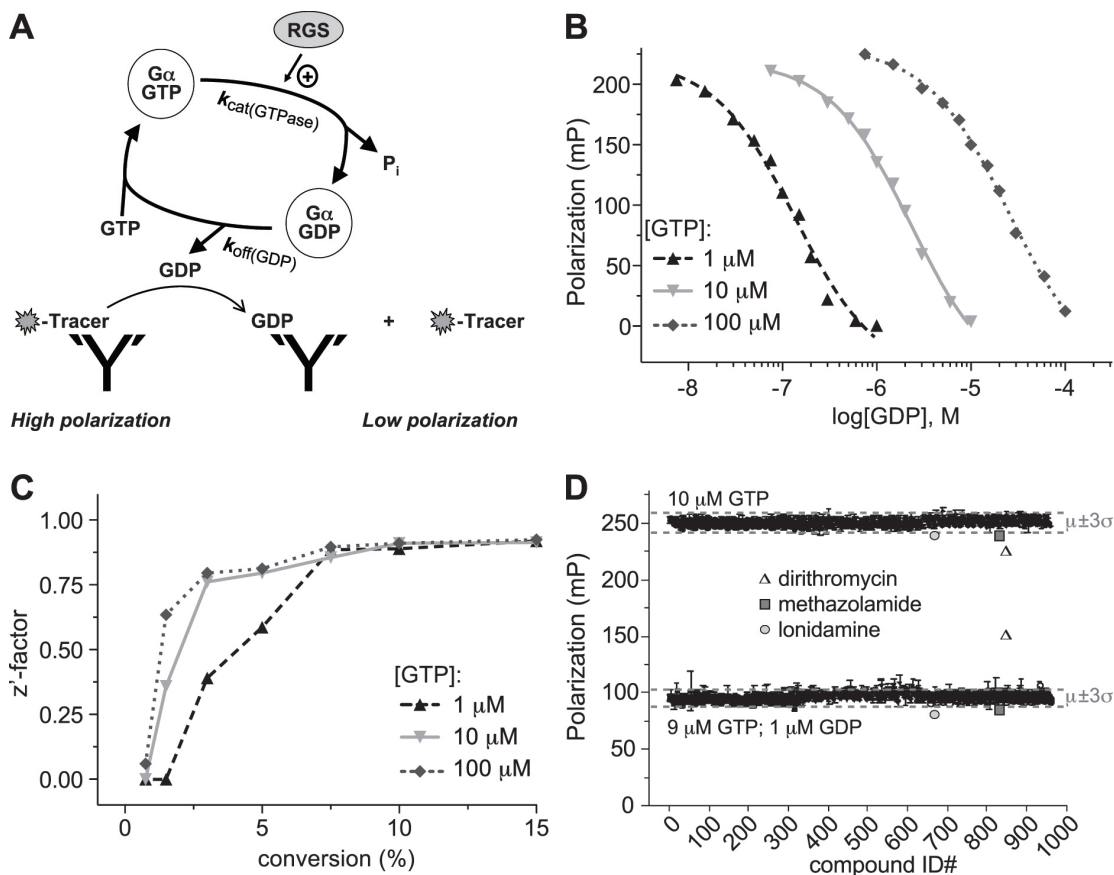 A
RGS
+
Gα
GTP
kcat(GTPase)
Pi
GTP
Gα
GDP
koff(GDP)
GDP
-Tracer
GDP
+
-Tracer
High polarization
Low polarization
B
Polarization (mP)
200
150
100
50
0
[GTP]:
1 μM
10 μM
100 μM
-8
-7
-6
-5
-4
log[GDP], M
C
z'-factor
1.00
0.75
0.50
0.25
0.00
[GTP]:
1 μM
10 μM
100 μM
0
5
10
15
conversion (%)
D
Polarization (mP)
250
200
150
100
50
0
10 μM GTP
μ±3σ
dirithromycin
methazolamide
lonidamine
μ±3σ
9 μM GTP; 1 μM GDP
0
100
200
300
400
500
600
700
800
900
1000
compound ID#